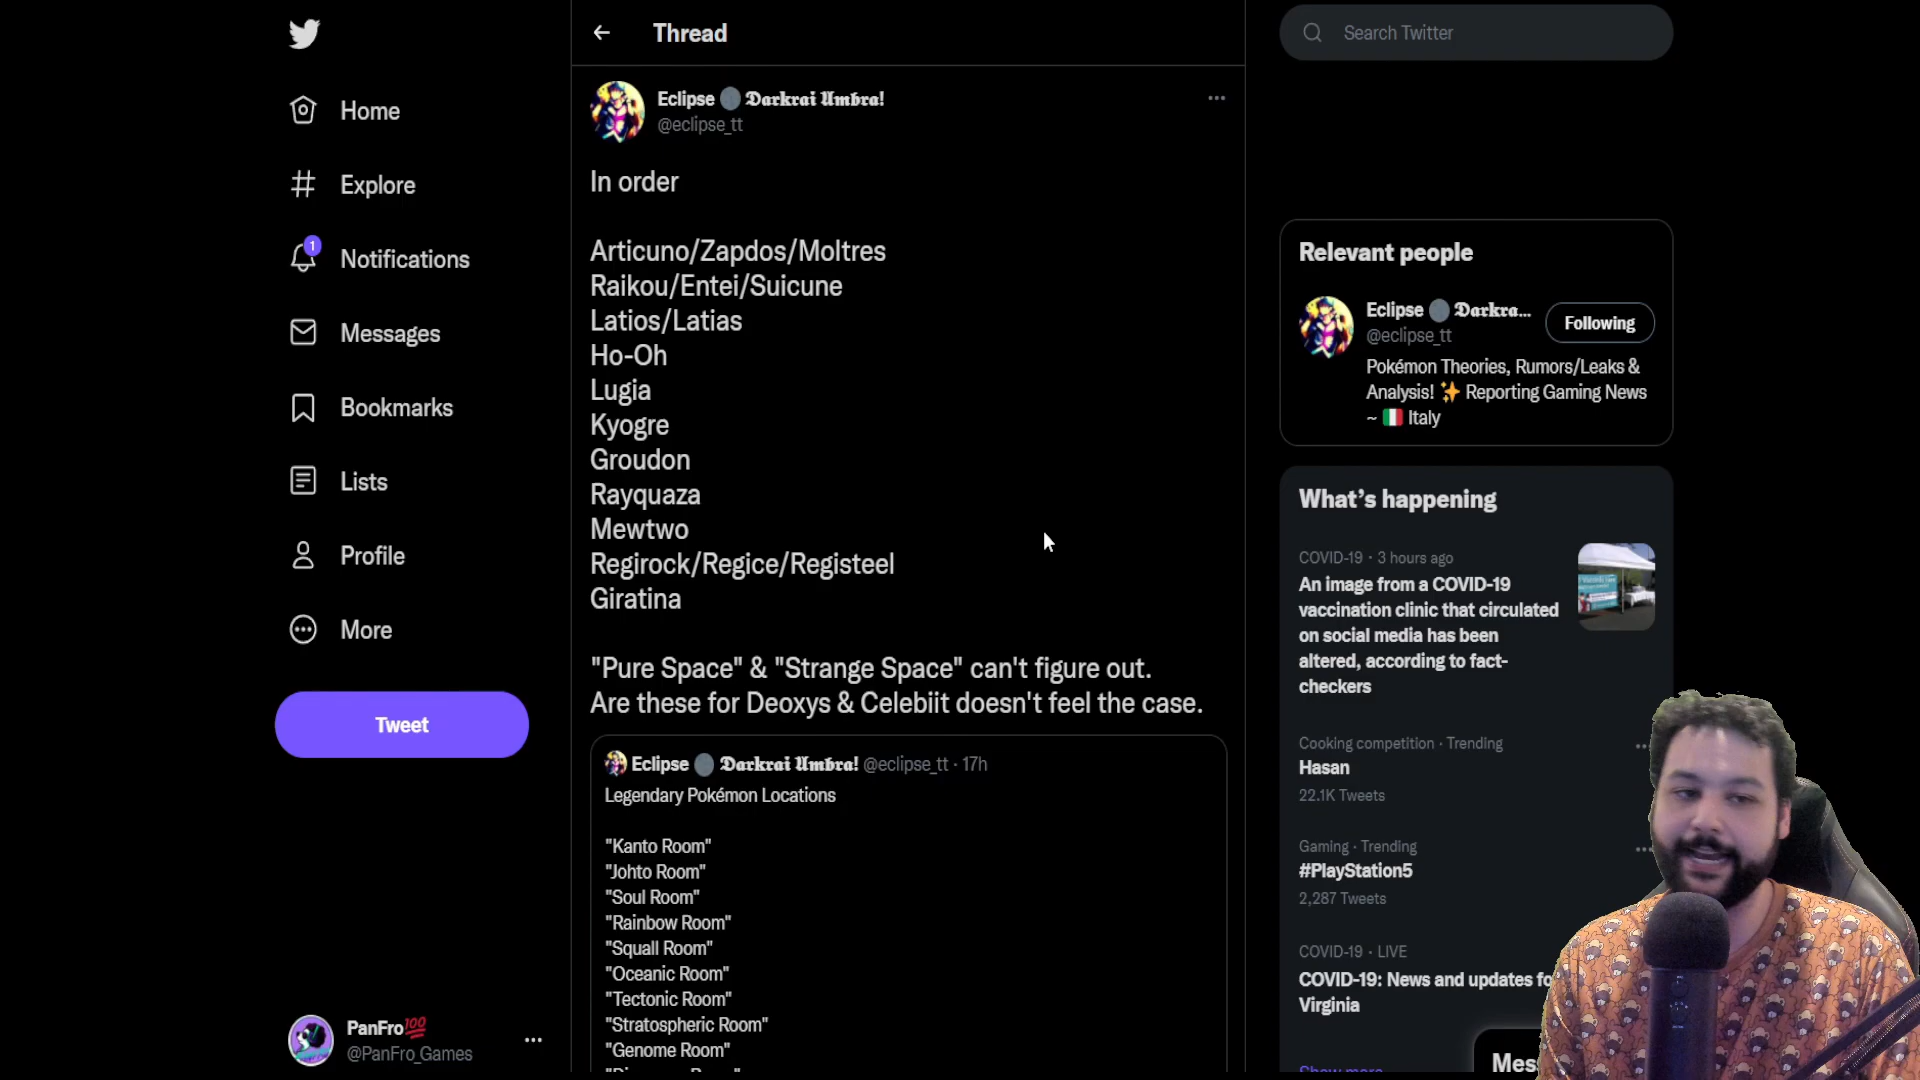 Home
Explore
1
Notifications
Messages
Bookmarks
Lists
Profile
More
Tweet
PanFro💯
@PanFro_Games
Thread
Eclipse 🌑 𝕯𝖆𝖗𝖐𝖗𝖆𝖎 𝖀𝖒𝖇𝖗𝖆!
@eclipse_tt
In order
Articuno/Zapdos/Moltres
Raikou/Entei/Suicune
Latios/Latias
Ho-Oh
Lugia
Kyogre
Groudon
Rayquaza
Mewtwo
Regirock/Regice/Registeel
Giratina
"Pure Space" & "Strange Space" can't figure out.
Are these for Deoxys & Celebiit doesn't feel the case.
Eclipse 🌑 𝕯𝖆𝖗𝖐𝖗𝖆𝖎 𝖀𝖒𝖇𝖗𝖆! @eclipse_tt · 17h
Legendary Pokémon Locations
"Kanto Room"
"Johto Room"
"Soul Room"
"Rainbow Room"
"Squall Room"
"Oceanic Room"
"Tectonic Room"
"Stratospheric Room"
"Genome Room"
Search Twitter
Relevant people
Eclipse 🌑 𝕯𝖆𝖗𝖐𝖗𝖆...
@eclipse_tt
Following
Pokémon Theories, Rumors/Leaks &
Analysis! ✨ Reporting Gaming News
~ 🇮🇹 Italy
What's happening
COVID-19 · 3 hours ago
An image from a COVID-19
vaccination clinic that circulated
on social media has been
altered, according to fact-
checkers
Cooking competition · Trending
Hasan
22.1K Tweets
Gaming · Trending
#PlayStation5
2,287 Tweets
COVID-19 · LIVE
COVID-19: News and updates fo
Virginia
Show more
Mes